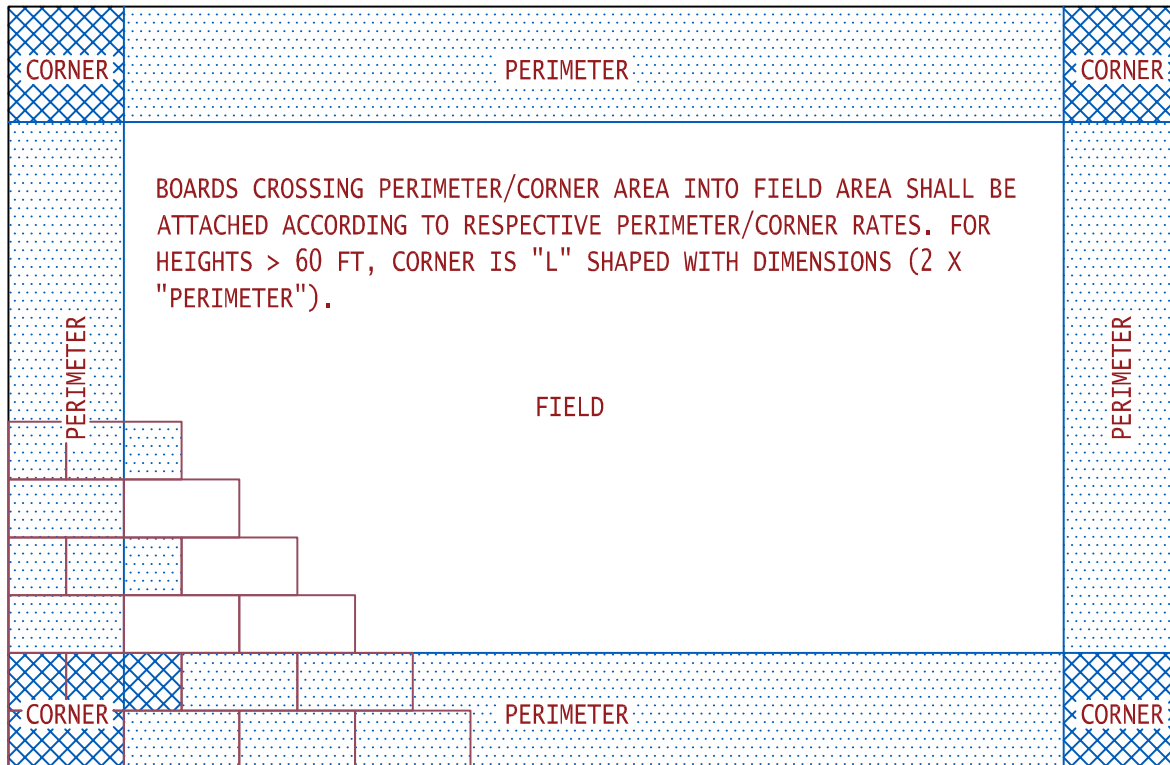 CORNER PERIMETER CORNER
BOARDS CROSSING PERIMETER/CORNER AREA INTO FIELD AREA SHALL BE
ATTACHED ACCORDING TO RESPECTIVE PERIMETER/CORNER RATES. FOR
HEIGHTS > 60 FT, CORNER IS "L" SHAPED WITH DIMENSIONS (2 X
"PERIMETER").
PERIMETER
PERIMETER
FIELD
CORNER PERIMETER CORNER